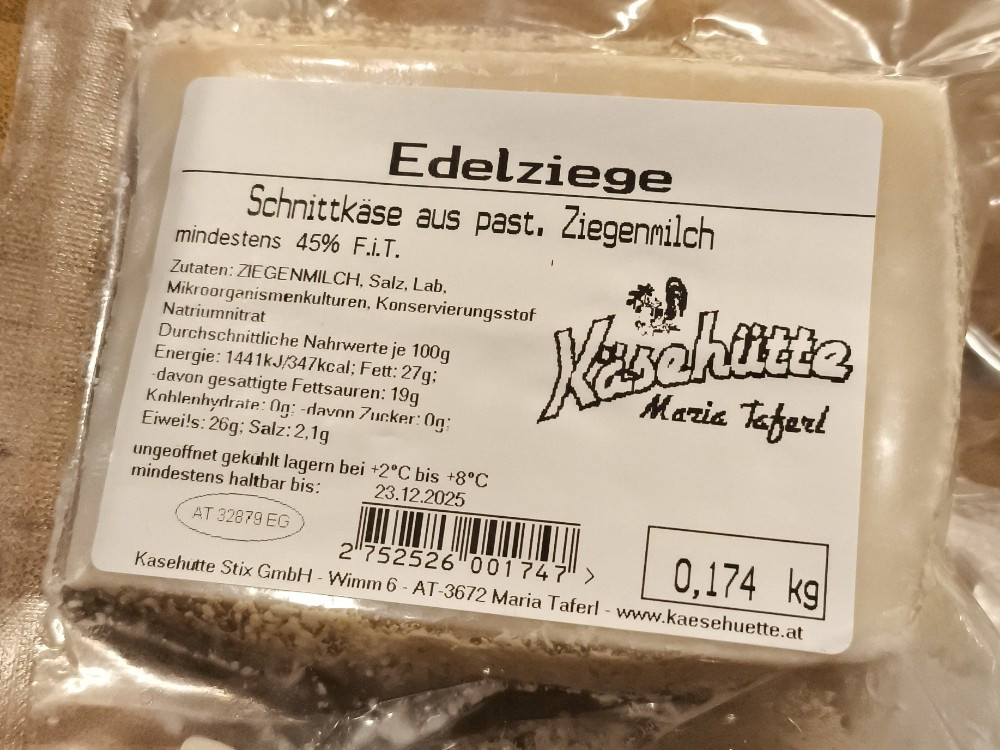 Edelziege
Schnittkäse aus past. Ziegenmilch
mindestens 45% F.i.T.
Zutaten: ZIEGENMILCH, Salz, Lab,
Mikroorganismenkulturen, Konservierungsstof
Natriumnitrat
Durchschnittliche Nahrwerte je 100g
Energie: 1441kJ/347kcal; Fett: 27g;
-davon gesattigte Fettsauren: 19g
Kohlenhydrate: 0g; -davon Zucker: 0g;
Eiweils: 26g; Salz: 2,1g
Käsehütte
Maria Taferl
ungeöffnet gekuhlt lagern bei +2°C bis +8°C
mindestens haltbar bis:
23.12.2025
AT 32879 EG
2 752526 001747 >
0,174 kg
Kasehutte Stix GmbH - Wimm 6 - AT-3672 Maria Taferl - www.kaesehuette.at